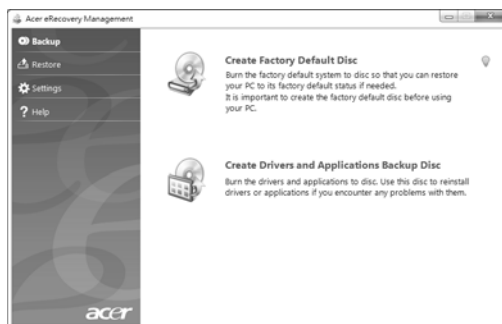 Acer eRecovery Management
Backup
Restore
Settings
Help
Create Factory Default Disc
Burn the factory default system to disc so that you can restore
your PC to its factory default status if needed.
It is important to create the factory default disc before using
your PC.
Create Drivers and Applications Backup Disc
Burn the drivers and applications to disc. Use this disc to reinstall
drivers or applications if you encounter any problems with them.
acer